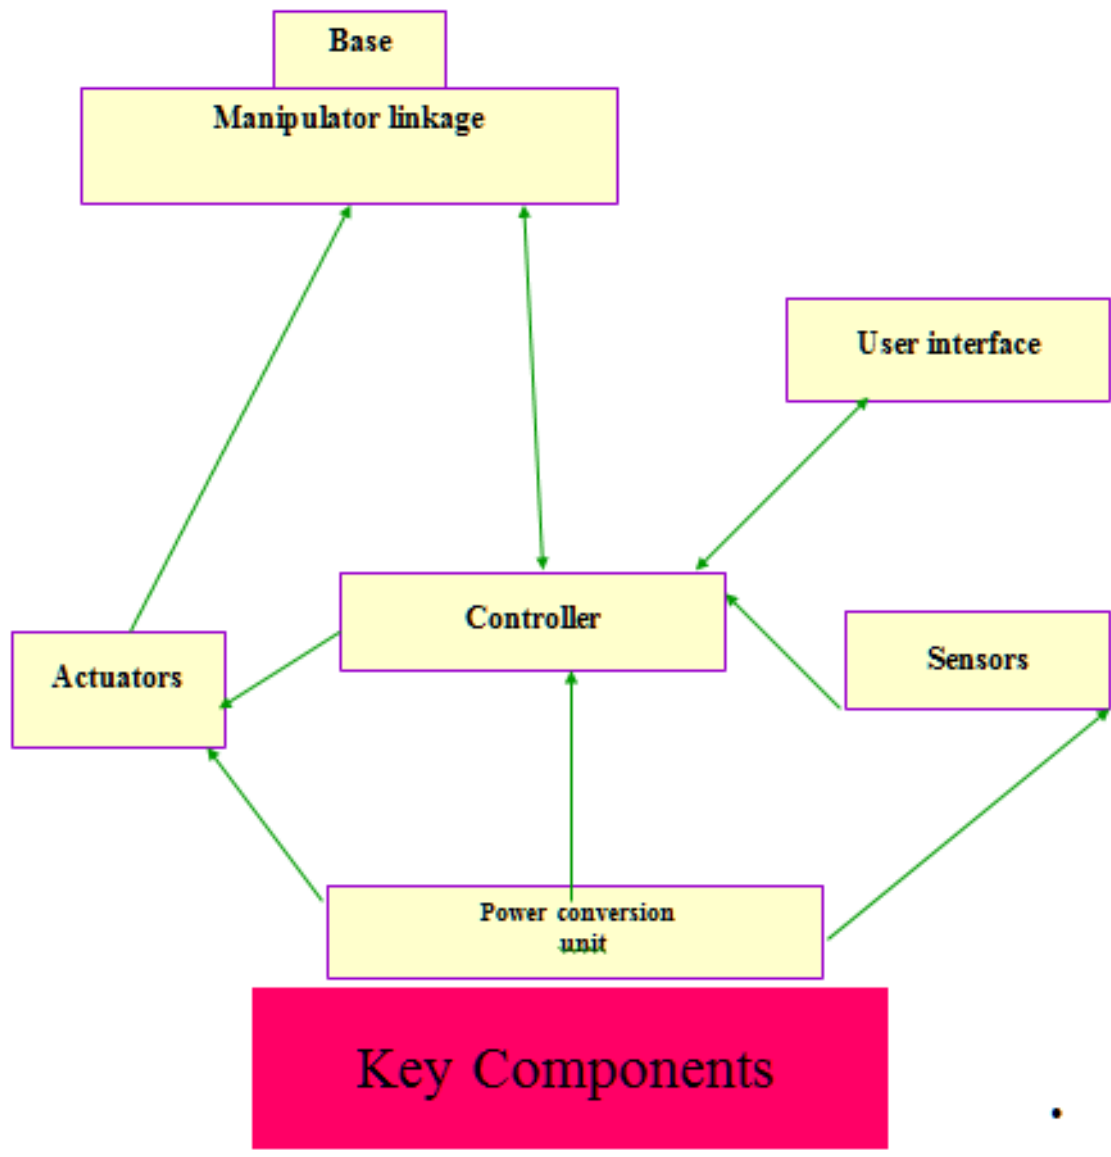 Base
Manipulator linkage
User interface
Controller
Sensors
Actuators
Power conversion
unit
Key Components